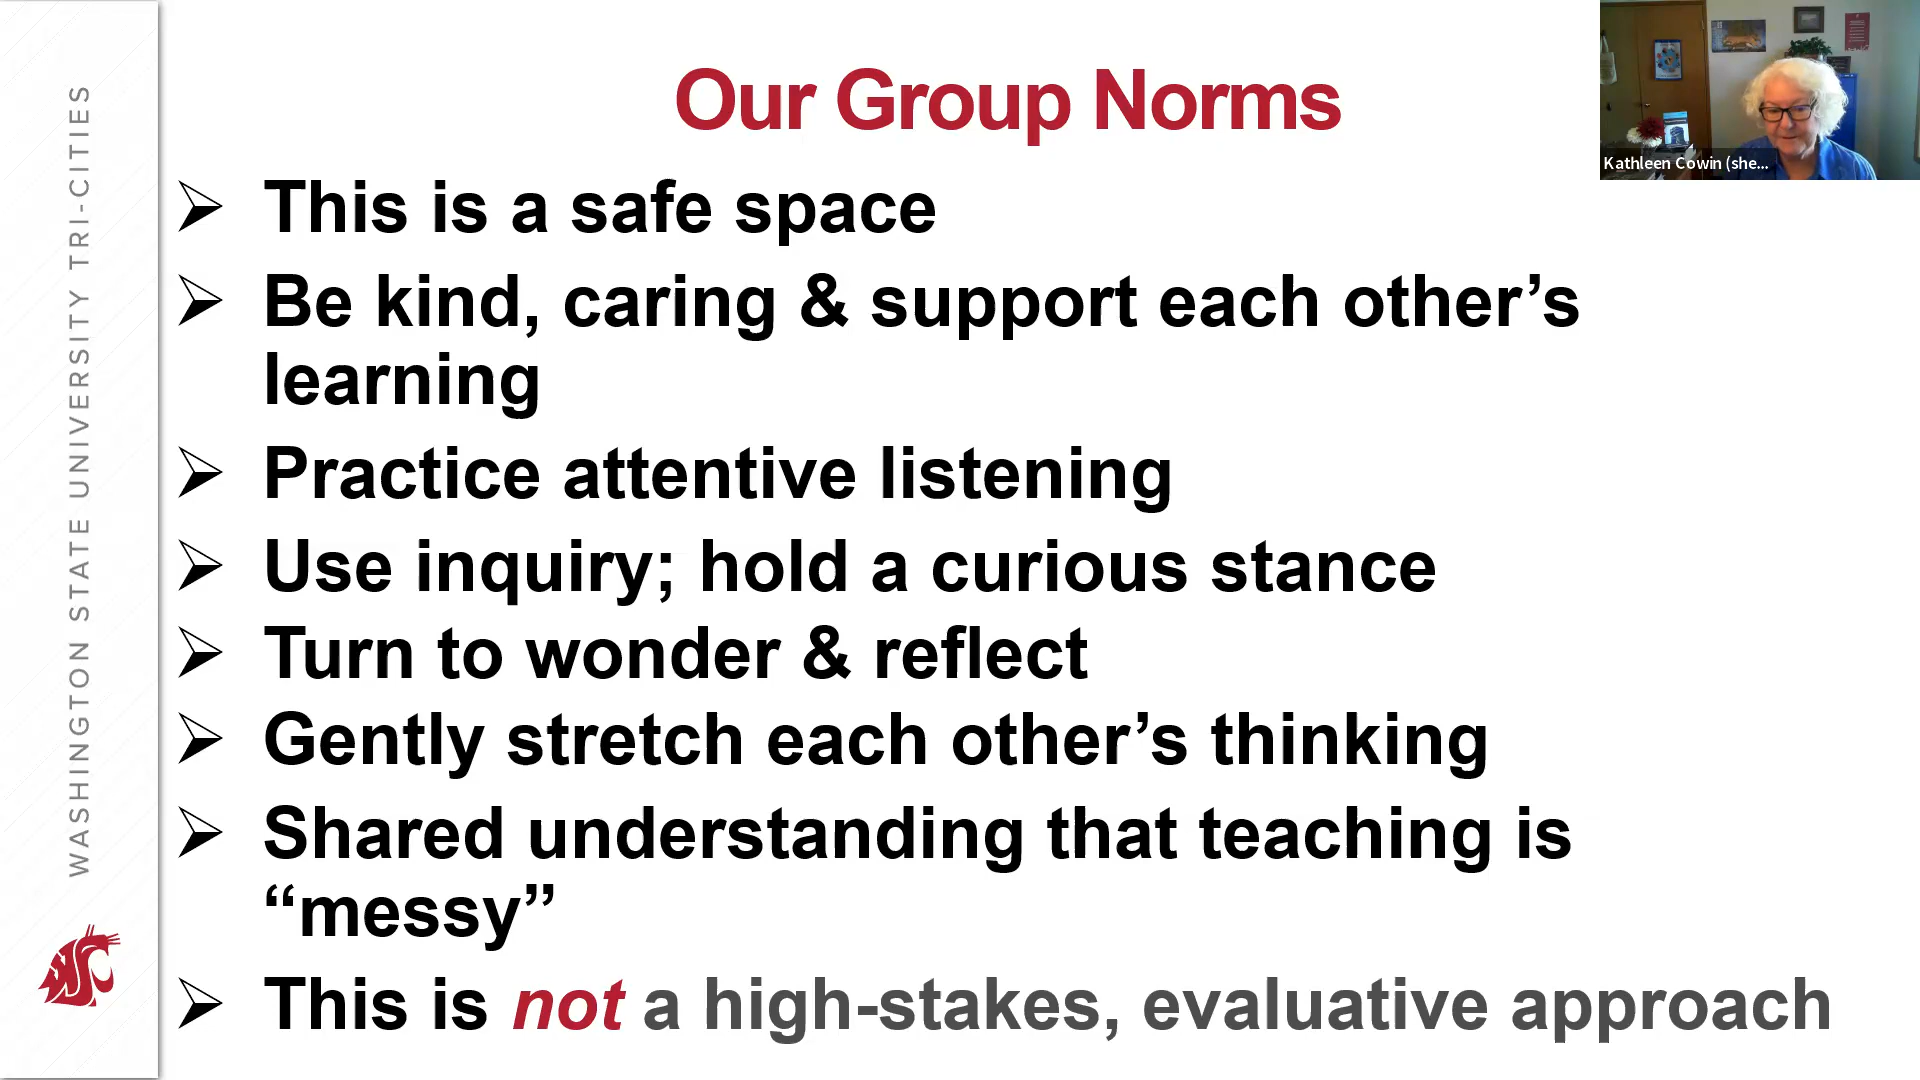 Our Group Norms
Kathleen Cowin (she...
➢ This is a safe space
➢ Be kind, caring & support each other’s
learning
➢ Practice attentive listening
➢ Use inquiry; hold a curious stance
➢ Turn to wonder & reflect
➢ Gently stretch each other’s thinking
➢ Shared understanding that teaching is
“messy”
➢ This is not a high-stakes, evaluative approach
WASHINGTON STATE UNIVERSITY TRI-CITIES